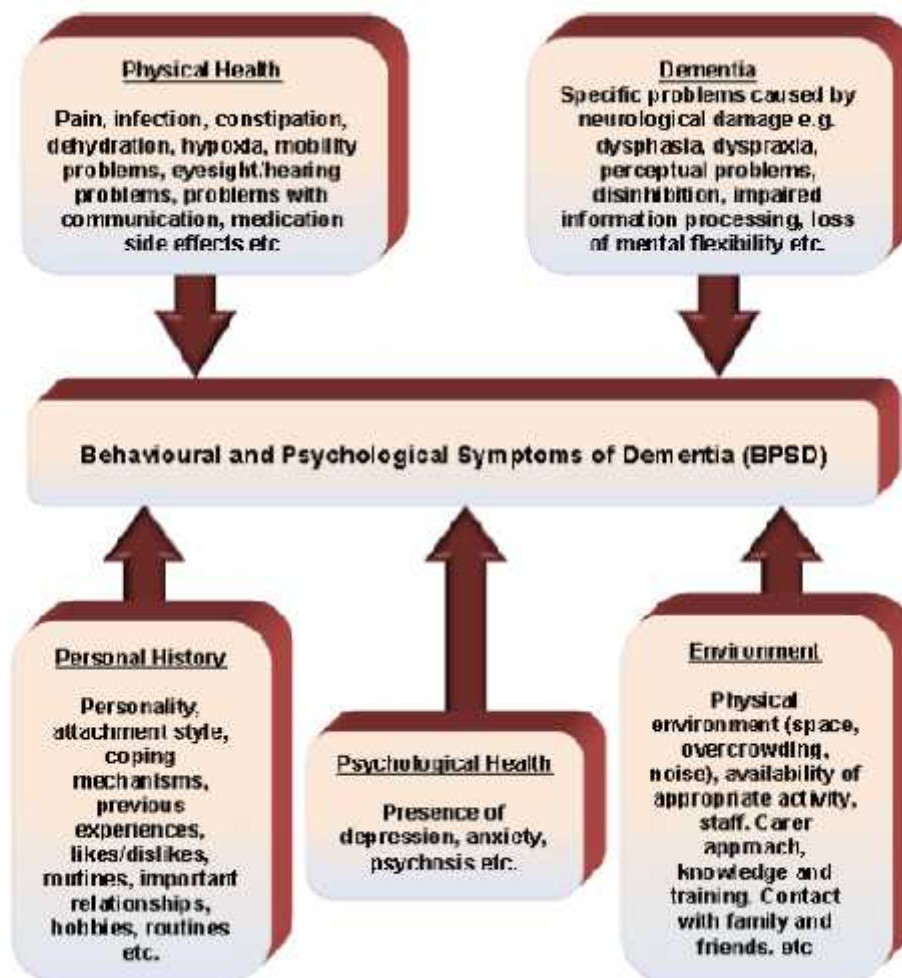 Physical Health
Pain, infection, constipation,
dehydration, hypoxia, mobility
problems, eyesight/hearing
problems, problems with
communication, medication
side effects etc
Dementia
Specific problems caused by
neurological damage e.g.
dysphasia, dyspraxia,
perceptual problems,
disinhibition, impaired
information processing, loss
of mental flexibility etc.
Behavioural and Psychological Symptoms of Dementia (BPSD)
Personal History
Personality,
attachment style,
coping
mechanisms,
previous
experiences,
likes/dislikes,
routines, important
relationships,
hobbies, routines
etc.
Psychological Health
Presence of
depression, anxiety,
psychosis etc.
Environment
Physical
environment (space,
overcrowding,
noise), availability of
appropriate activity,
staff. Carer
approach,
knowledge and
training. Contact
with family and
friends. etc